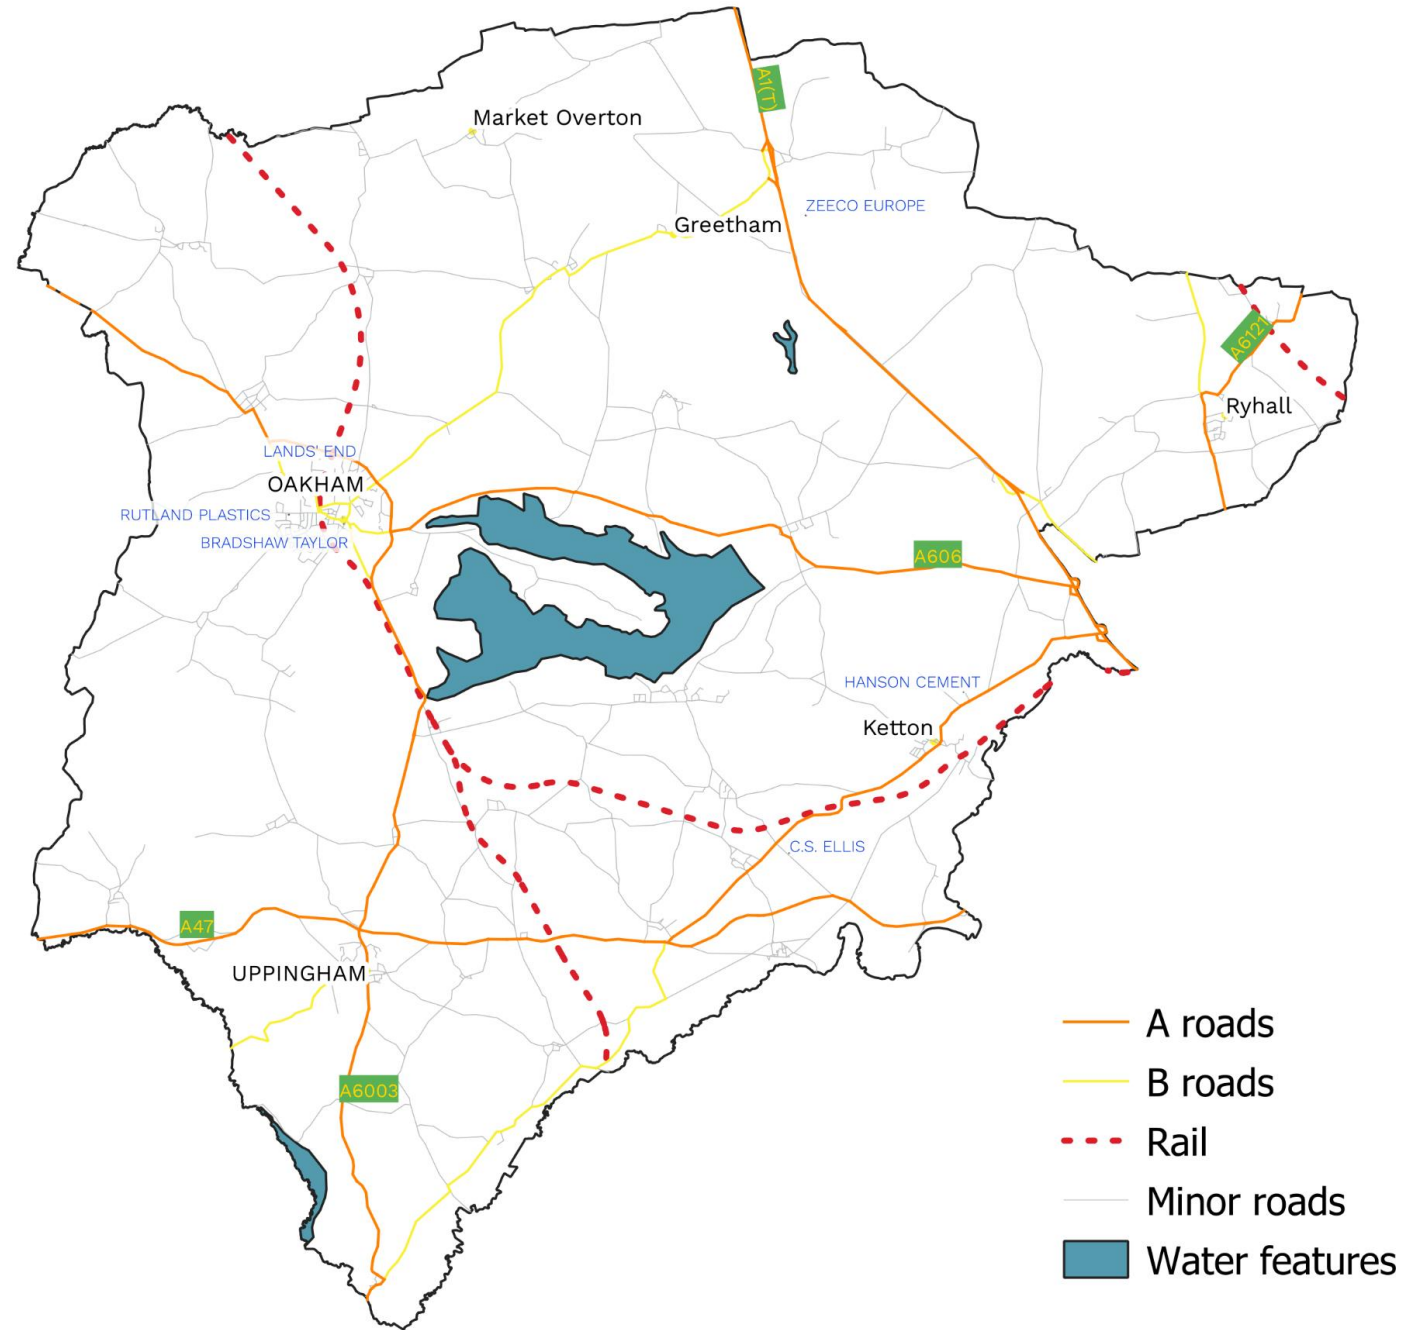 A1(T)
Market Overton
ZEECO EUROPE
Greetham
A6121
Ryhall
LANDS' END
OAKHAM
RUTLAND PLASTICS
BRADSHAW TAYLOR
A606
HANSON CEMENT
Ketton
C.S. ELLIS
A47
UPPINGHAM
A6003
A roads
B roads
Rail
Minor roads
Water features